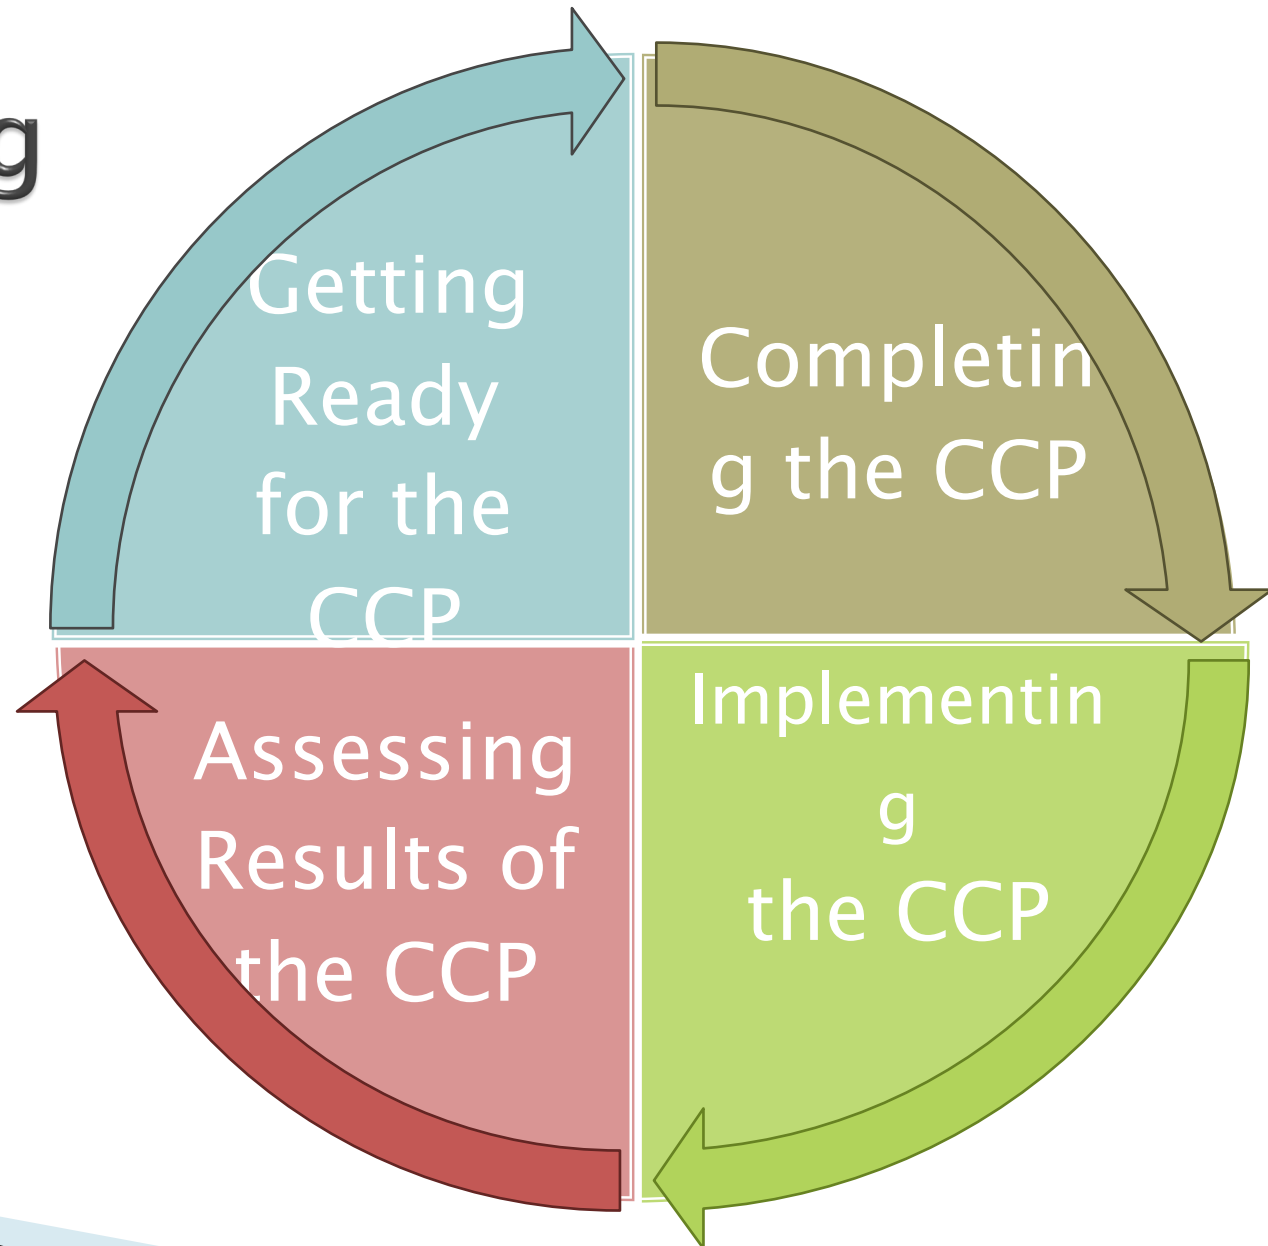 g
Getting
Ready
for the
CCP
Completin
g the CCP
Implementin
g
the CCP
Assessing
Results of
the CCP